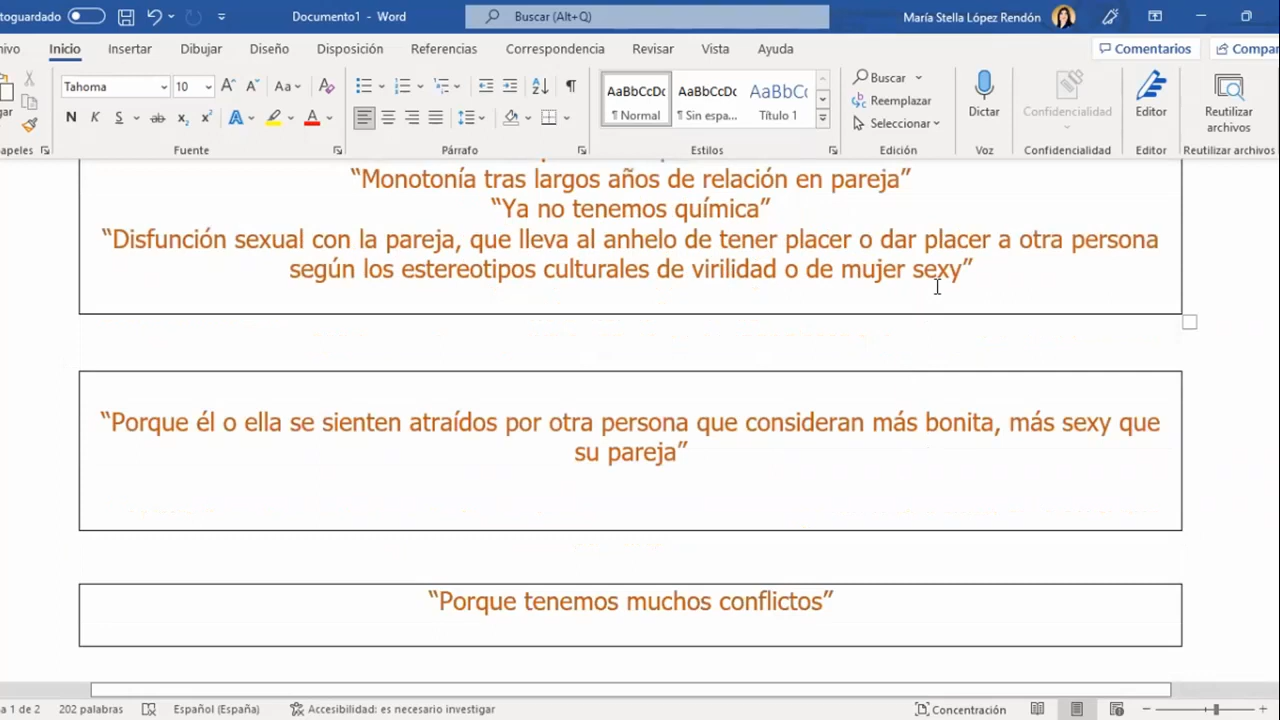 toguardado
Documento1 - Word
Buscar (Alt+Q)
María Stella López Rendón
hivo Inicio Insertar Dibujar Diseño Disposición Referencias Correspondencia Revisar Vista Ayuda
Comentarios Compar
Tahoma 10 Aa
N K S ab x₂ x² A A
gar
AaBbCcDc AaBbCcDc AaBbCc
¶ Normal ¶ Sin espa... Título 1
Buscar
Reemplazar
Seleccionar
Dictar
Confidencialidad
Editor
Reutilizar
archivos
apeles Fuente Párrafo Estilos Edición Voz Confidencialidad Editor Reutilizar archivos
“Monotonía tras largos años de relación en pareja”
“Ya no tenemos química”
“Disfunción sexual con la pareja, que lleva al anhelo de tener placer o dar placer a otra persona
según los estereotipos culturales de virilidad o de mujer sexy”
“Porque él o ella se sienten atraídos por otra persona que consideran más bonita, más sexy que
su pareja”
“Porque tenemos muchos conflictos”
a 1 de 2 202 palabras Español (España) Accesibilidad: es necesario investigar Concentración